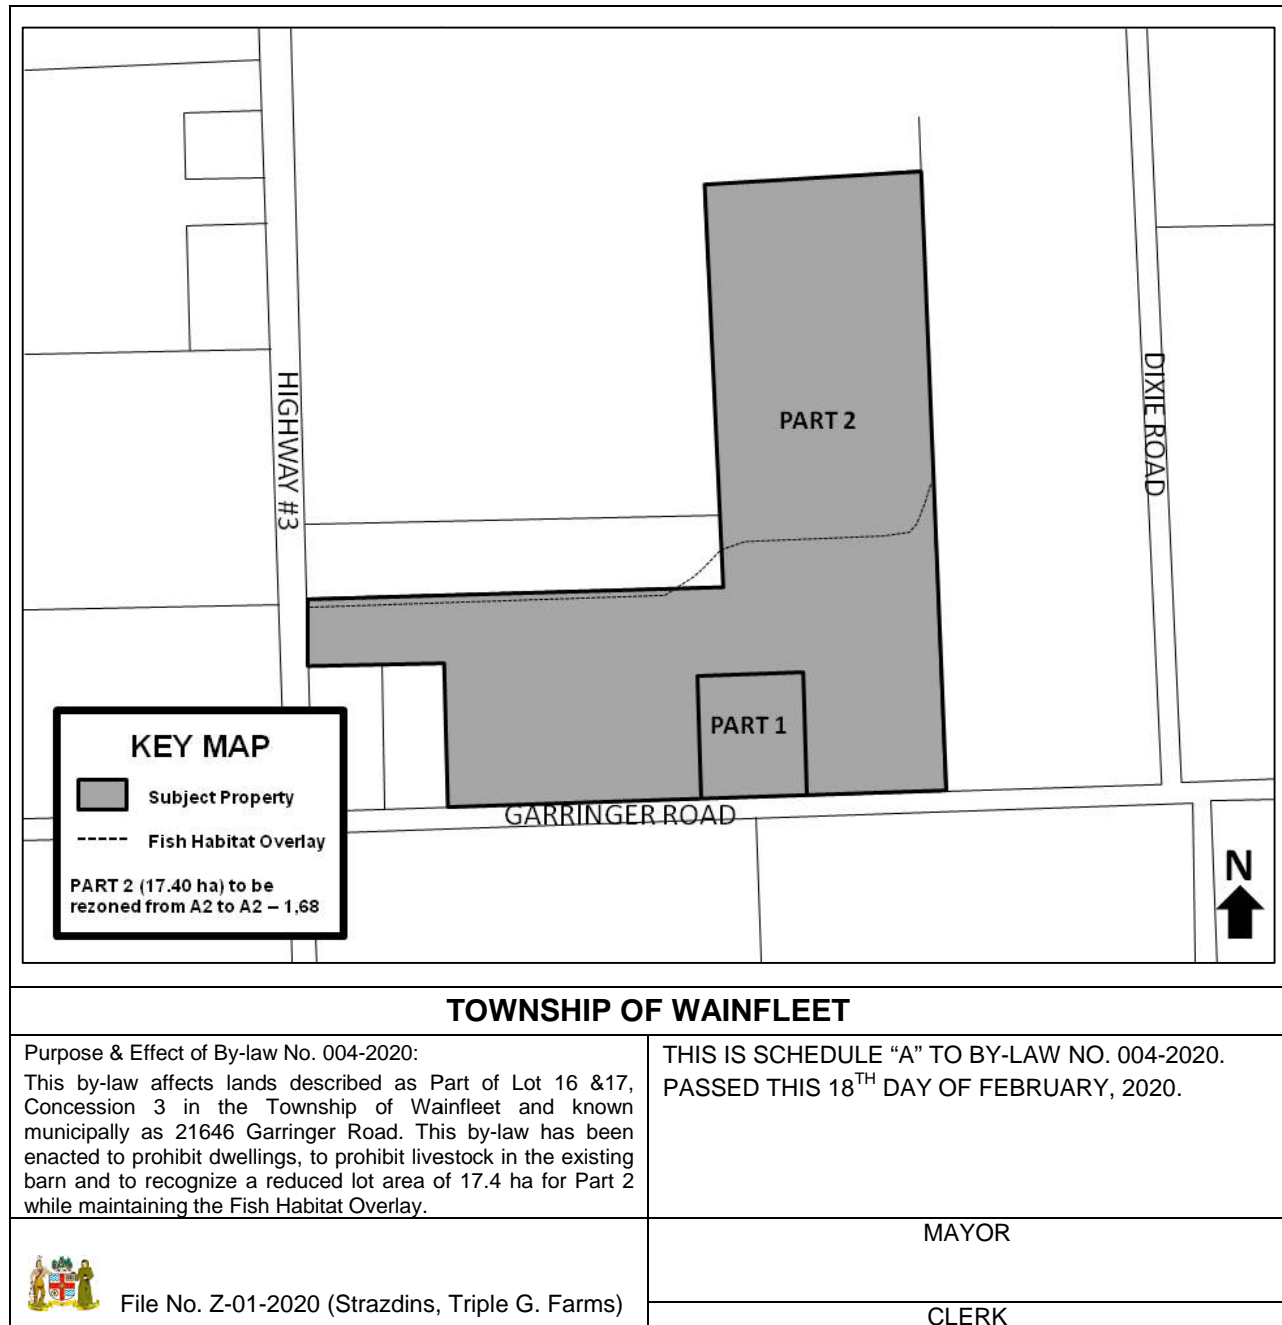 PART 2
HIGHWAY #3
DIXIE ROAD
PART 1
GARRINGER ROAD
KEY MAP
Subject Property
Fish Habitat Overlay
PART 2 (17.40 ha) to be
rezoned from A2 to A2 – 1,68
N
TOWNSHIP OF WAINFLEET
Purpose & Effect of By-law No. 004-2020:
This by-law affects lands described as Part of Lot 16 &17,
Concession 3 in the Township of Wainfleet and known
municipally as 21646 Garringer Road. This by-law has been
enacted to prohibit dwellings, to prohibit livestock in the existing
barn and to recognize a reduced lot area of 17.4 ha for Part 2
while maintaining the Fish Habitat Overlay.
THIS IS SCHEDULE “A” TO BY-LAW NO. 004-2020.
PASSED THIS 18TH DAY OF FEBRUARY, 2020.
MAYOR
File No. Z-01-2020 (Strazdins, Triple G. Farms)
CLERK